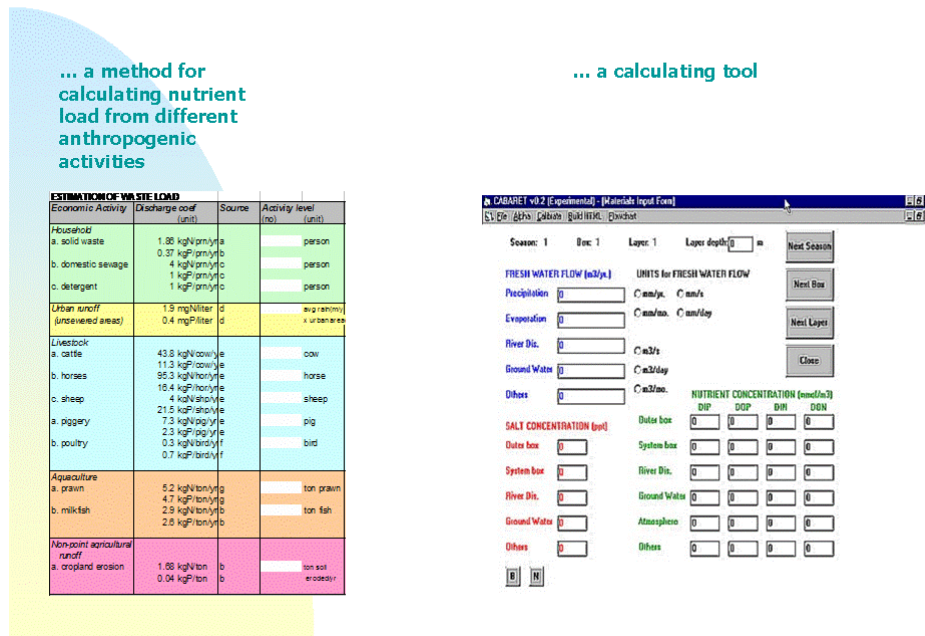 ... a method for
calculating nutrient
load from different
anthropogenic
activities
ESTIMATION OF WASTE LOAD
Economic Activity Discharge coef Source Activity level
(unit) (no) (unit)
Household
a. solid waste 1.86 kgN/prn/yr a person
0.37 kgP/prn/yr b
b. domestic sewage 4 kgN/prn/yr c person
1 kgP/prn/yr c
c. detergent 1 kgP/prn/yr c person
Urban runoff 1.9 mgN/liter d avg rain(m/y)
(unsewered areas) 0.4 mgP/liter d x urban area
Livestock
a. cattle 43.8 kgN/cow/y e cow
11.3 kgP/cow/y e
b. horses 95.3 kgN/hor/yr e horse
16.4 kgP/hor/yr e
c. sheep 4 kgN/shp/y e sheep
21.5 kgP/shp/y e
a. piggery 7.3 kgN/pig/yr e pig
2.3 kgP/pig/yr e
b. poultry 0.3 kgN/bird/y f bird
0.7 kgP/bird/y f
Aquaculture
a. prawn 5.2 kgN/ton/yr g ton prawn
4.7 kgP/ton/yr g
b. milkfish 2.9 kgN/ton/yr b ton fish
2.6 kgP/ton/yr b
Non-point agricultural
runoff
a. cropland erosion 1.68 kgN/ton b ton soil
0.04 kgP/ton b eroded/yr
... a calculating tool
CABARET v0.2 (Experimental) - [Materials Input Form]
File Alpha Calibrate Build HTML Flowchart
Season: 1 Box: 1 Layer: 1 Layer depth: 0 m Next Season
FRESH WATER FLOW (m3/yr.) UNITS for FRESH WATER FLOW
Next Box
Precipitation 0 mm/yr. mm/s
mm/mo. mm/day
Evaporation 0 Next Layer
River Dis. 0 m3/s
Close
Ground Water 0 m3/day
m3/mo.
Others 0 NUTRIENT CONCENTRATION (mmol/m3)
DIP DOP DIN DON
SALT CONCENTRATION (ppt) Outer box 0 0 0 0
Outer box 0 System box 0 0 0 0
System box 0 River Dis. 0 0 0 0
River Dis. 0 Ground Water 0 0 0 0
Ground Water 0 Atmosphere 0 0 0 0
Others 0 Others 0 0 0 0
B N